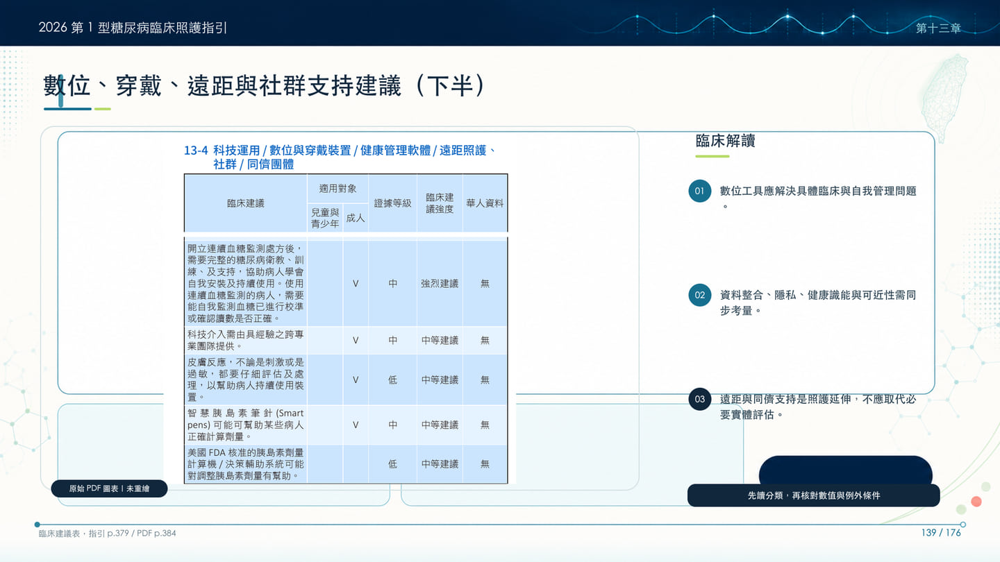 2026 第 1 型糖尿病臨床照護指引
第十三章
數位、穿戴、遠距與社群支持建議（下半）
13-4 科技運用 / 數位與穿戴裝置 / 健康管理軟體 / 遠距照護、
社群 / 同儕團體
臨床建議
適用對象
兒童與
青少年
成人
證據等級
臨床建
議強度
華人資料
開立連續血糖監測處方後，
需要完整的糖尿病衛教、訓
練、及支持，協助病人學會
自我安裝及持續使用。使用
連續血糖監測的病人，需要
能自我監測血糖已進行校準
或確認讀數是否正確。
V
中
強烈建議
無
科技介入需由具經驗之跨專
業團隊提供。
V
中
中等建議
無
皮膚反應，不論是刺激或是
過敏，都要仔細評估及處
理，以幫助病人持續使用裝
置。
V
低
中等建議
無
智慧胰島素筆針 (Smart
pens) 可能可幫助某些病人
正確計算劑量。
V
中
中等建議
無
美國 FDA 核准的胰島素劑量
計算機 / 決策輔助系統可能
對調整胰島素劑量有幫助。
低
中等建議
無
臨床解讀
01
數位工具應解決具體臨床與自我管理問題
。
02
資料整合、隱私、健康識能與可近性需同
步考量。
03
遠距與同儕支持是照護延伸，不應取代必
要實體評估。
原始 PDF 圖表｜未重繪
先讀分類，再核對數值與例外條件
臨床建議表，指引 p.379 / PDF p.384
139 / 176